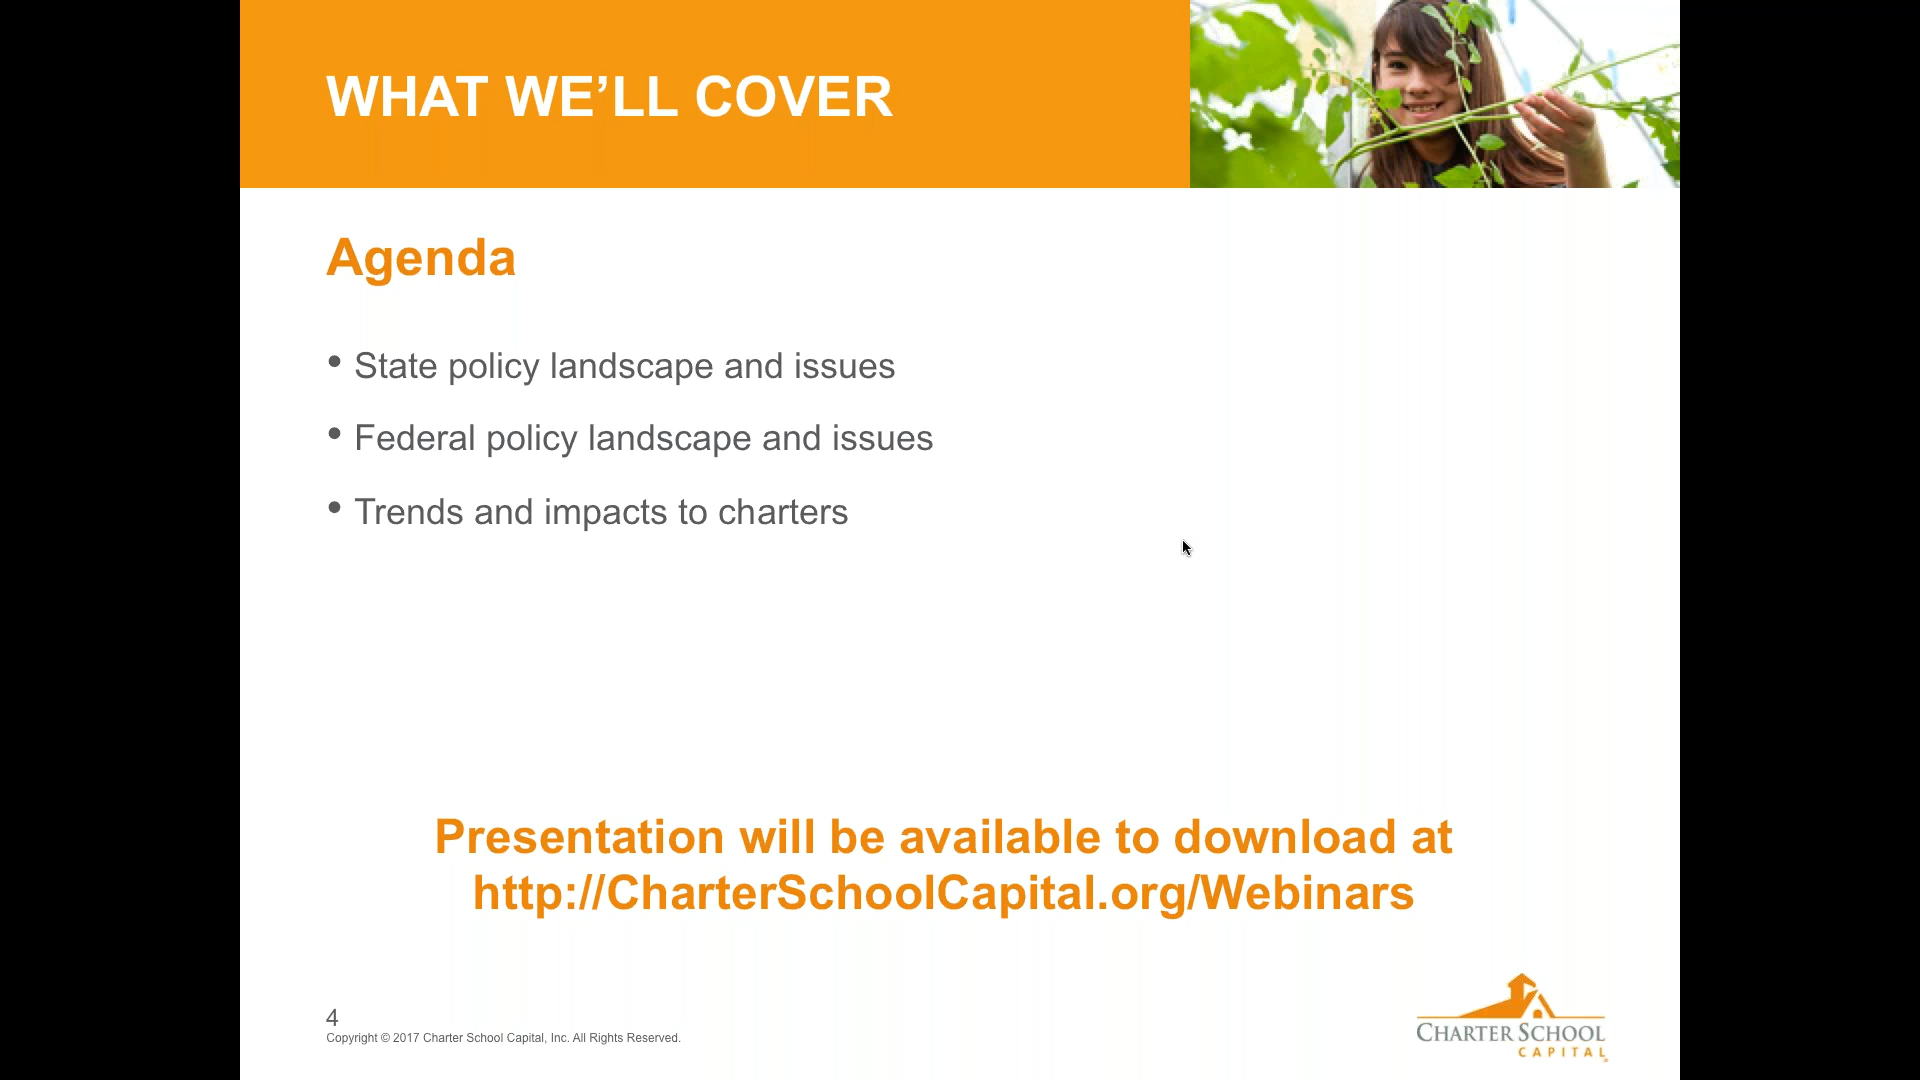 WHAT WE’LL COVER
Agenda
• State policy landscape and issues
• Federal policy landscape and issues
• Trends and impacts to charters
Presentation will be available to download at
http://CharterSchoolCapital.org/Webinars
4
Copyright © 2017 Charter School Capital, Inc. All Rights Reserved.
CHARTER SCHOOL
CAPITAL